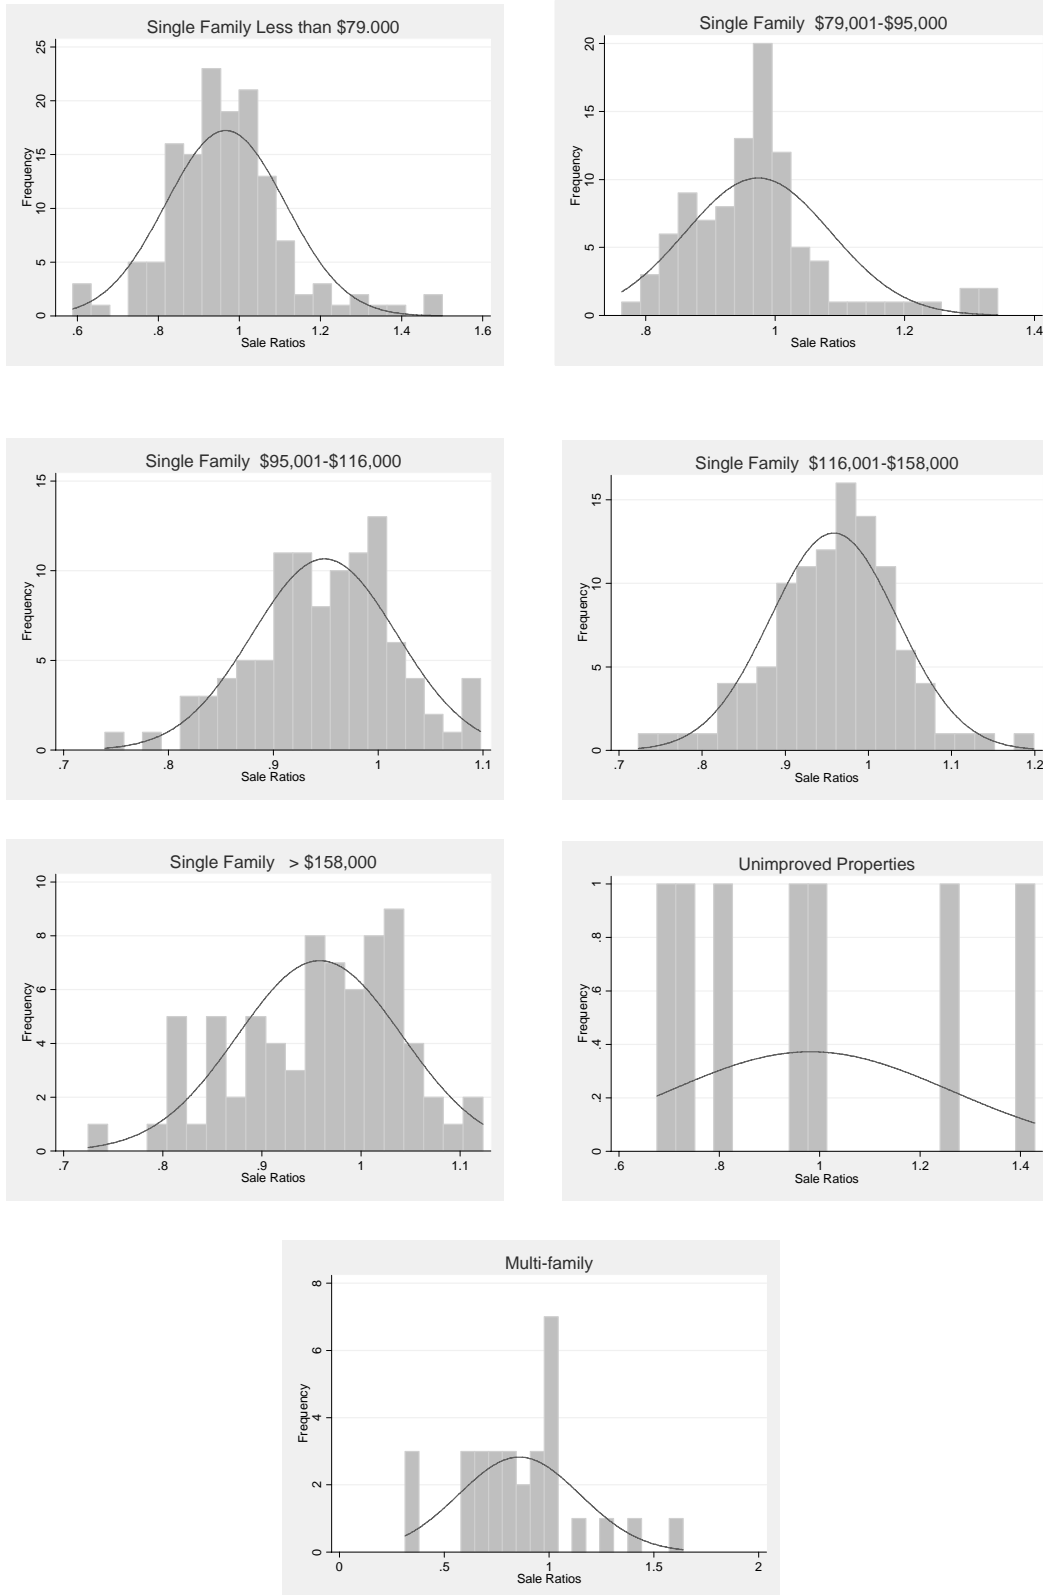 Single Family Less than $79.000
Frequency
0 5 10 15 20 25
.6 .8 1 1.2 1.4 1.6
Sale Ratios
Single Family $79,001-$95,000
Frequency
0 5 10 15 20
.8 1 1.2 1.4
Sale Ratios
Single Family $95,001-$116,000
Frequency
0 5 10 15
.7 .8 .9 1 1.1
Sale Ratios
Single Family $116,001-$158,000
Frequency
0 5 10 15
.7 .8 .9 1 1.1 1.2
Sale Ratios
Single Family > $158,000
Frequency
0 2 4 6 8 10
.7 .8 .9 1 1.1
Sale Ratios
Unimproved Properties
Frequency
0 .2 .4 .6 .8 1
.6 .8 1 1.2 1.4
Sale Ratios
Multi-family
Frequency
0 2 4 6 8
0 .5 1 1.5 2
Sale Ratios